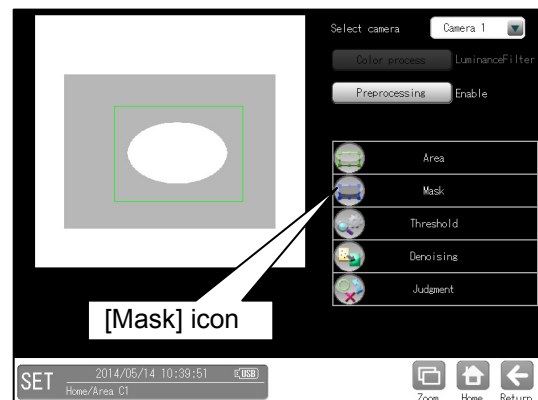 Select camera
Camera 1
Color process
LuminanceFilter
Preprocessing
Enable
Area
Mask
Threshold
Denoising
Judgment
[Mask] icon
SET
2014/05/14 10:39:51
USB
Home/Area C1
Zoom
Home
Return